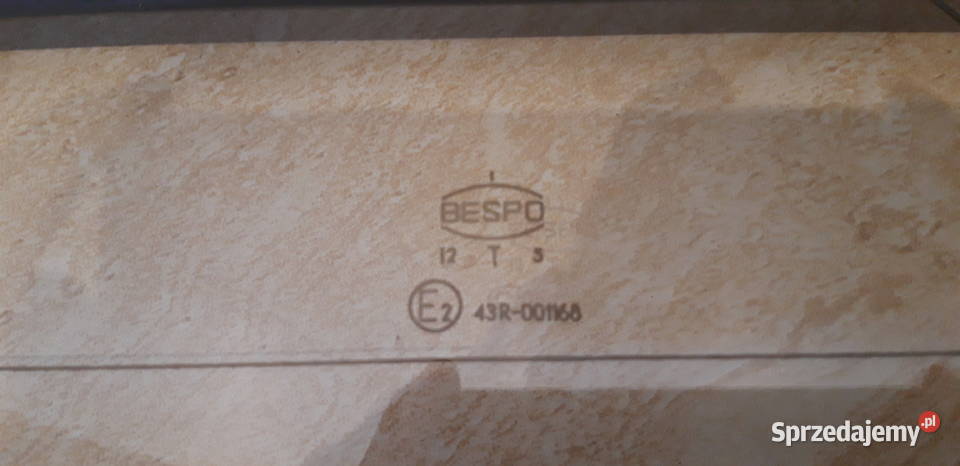 I
BESPO
12 T 5
E2 43R-001168
Sprzedajemy.pl